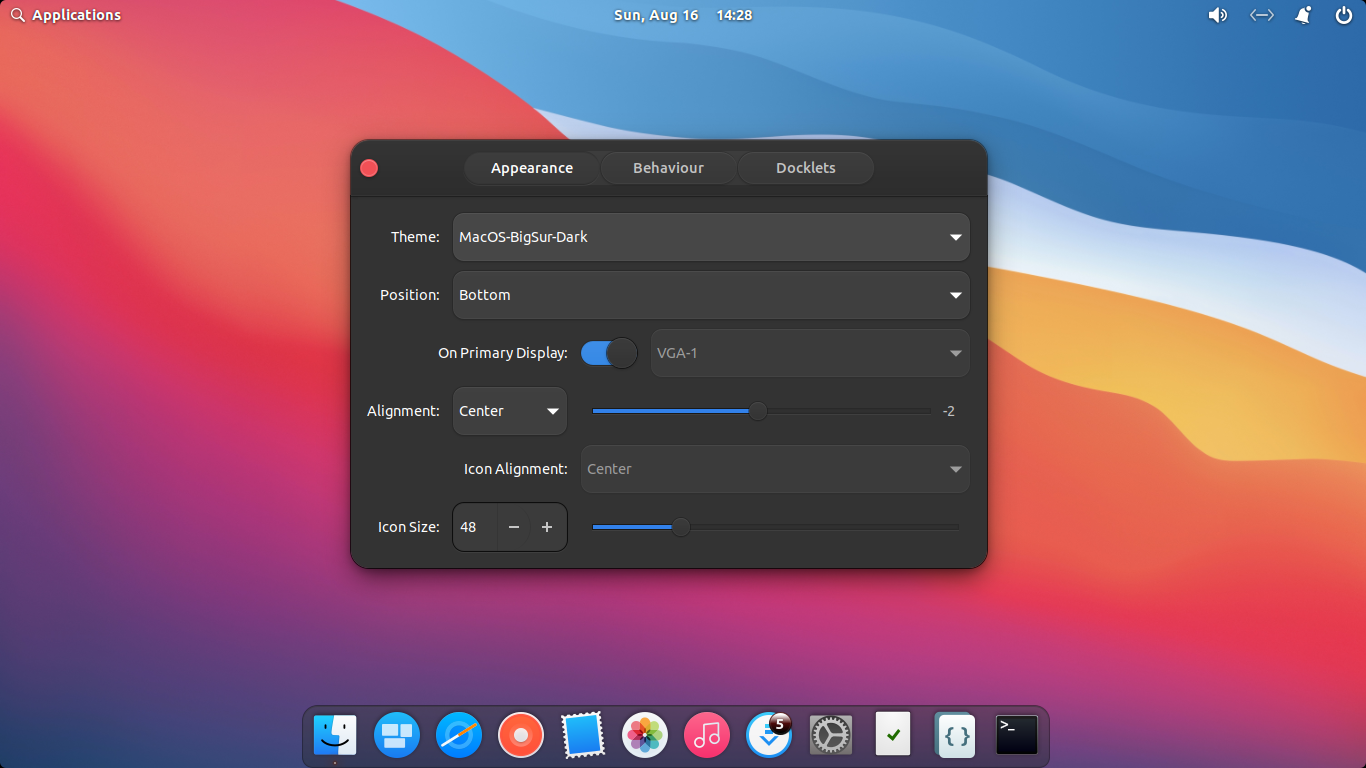 Applications
Sun, Aug 16 14:28
Appearance Behaviour Docklets
Theme: MacOS-BigSur-Dark
Position: Bottom
On Primary Display: VGA-1
Alignment: Center -2
Icon Alignment: Center
Icon Size: 48 − +
5
{ }
>_